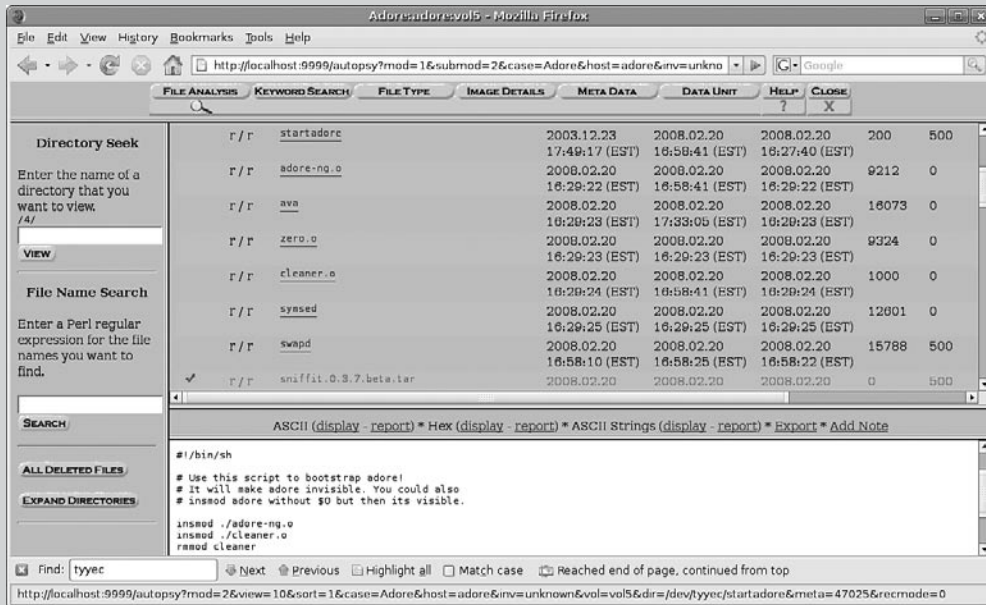 Adore:adore:vol5 - Mozilla Firefox
File Edit View History Bookmarks Tools Help
http://localhost:9999/autopsy?mod=1&submod=2&case=Adore&host=adore&inv=unkno
Google
FILE ANALYSIS KEYWORD SEARCH FILE TYPE IMAGE DETAILS META DATA DATA UNIT HELP CLOSE
? X
Directory Seek
Enter the name of a
directory that you
want to view.
/4/
VIEW
File Name Search
Enter a Perl regular
expression for the file
names you want to
find.
SEARCH
ALL DELETED FILES
EXPAND DIRECTORIES
r / r startadore 2003.12.23 2008.02.20 2008.02.20 200 500
17:49:17 (EST) 16:58:41 (EST) 16:27:40 (EST)
r / r adore-ng.o 2008.02.20 2008.02.20 2008.02.20 9212 0
16:29:22 (EST) 16:58:41 (EST) 16:29:22 (EST)
r / r ava 2008.02.20 2008.02.20 2008.02.20 16073 0
16:29:23 (EST) 17:33:05 (EST) 16:29:23 (EST)
r / r zero.o 2008.02.20 2008.02.20 2008.02.20 9324 0
16:29:23 (EST) 16:29:23 (EST) 16:29:23 (EST)
r / r cleaner.o 2008.02.20 2008.02.20 2008.02.20 1000 0
16:29:24 (EST) 16:58:41 (EST) 16:29:24 (EST)
r / r symsed 2008.02.20 2008.02.20 2008.02.20 12601 0
16:29:25 (EST) 16:29:25 (EST) 16:29:25 (EST)
r / r swapd 2008.02.20 2008.02.20 2008.02.20 15788 500
16:58:10 (EST) 16:58:25 (EST) 16:58:22 (EST)
✔ r / r sniffit.0.3.7.beta.tar 2008.02.20 2008.02.20 2008.02.20 0 500
ASCII (display - report) * Hex (display - report) * ASCII Strings (display - report) * Export * Add Note
#!/bin/sh
# Use this script to bootstrap adore!
# It will make adore invisible. You could also
# insmod adore without $0 but then its visible.
insmod ./adore-ng.o
insmod ./cleaner.o
rmmod cleaner
Find: tyyec Next Previous Highlight all Match case Reached end of page, continued from top
http://localhost:9999/autopsy?mod=2&view=10&sort=1&case=Adore&host=adore&inv=unknown&vol=vol5&dir=/dev/tyyec/startadore&meta=47025&recmode=0